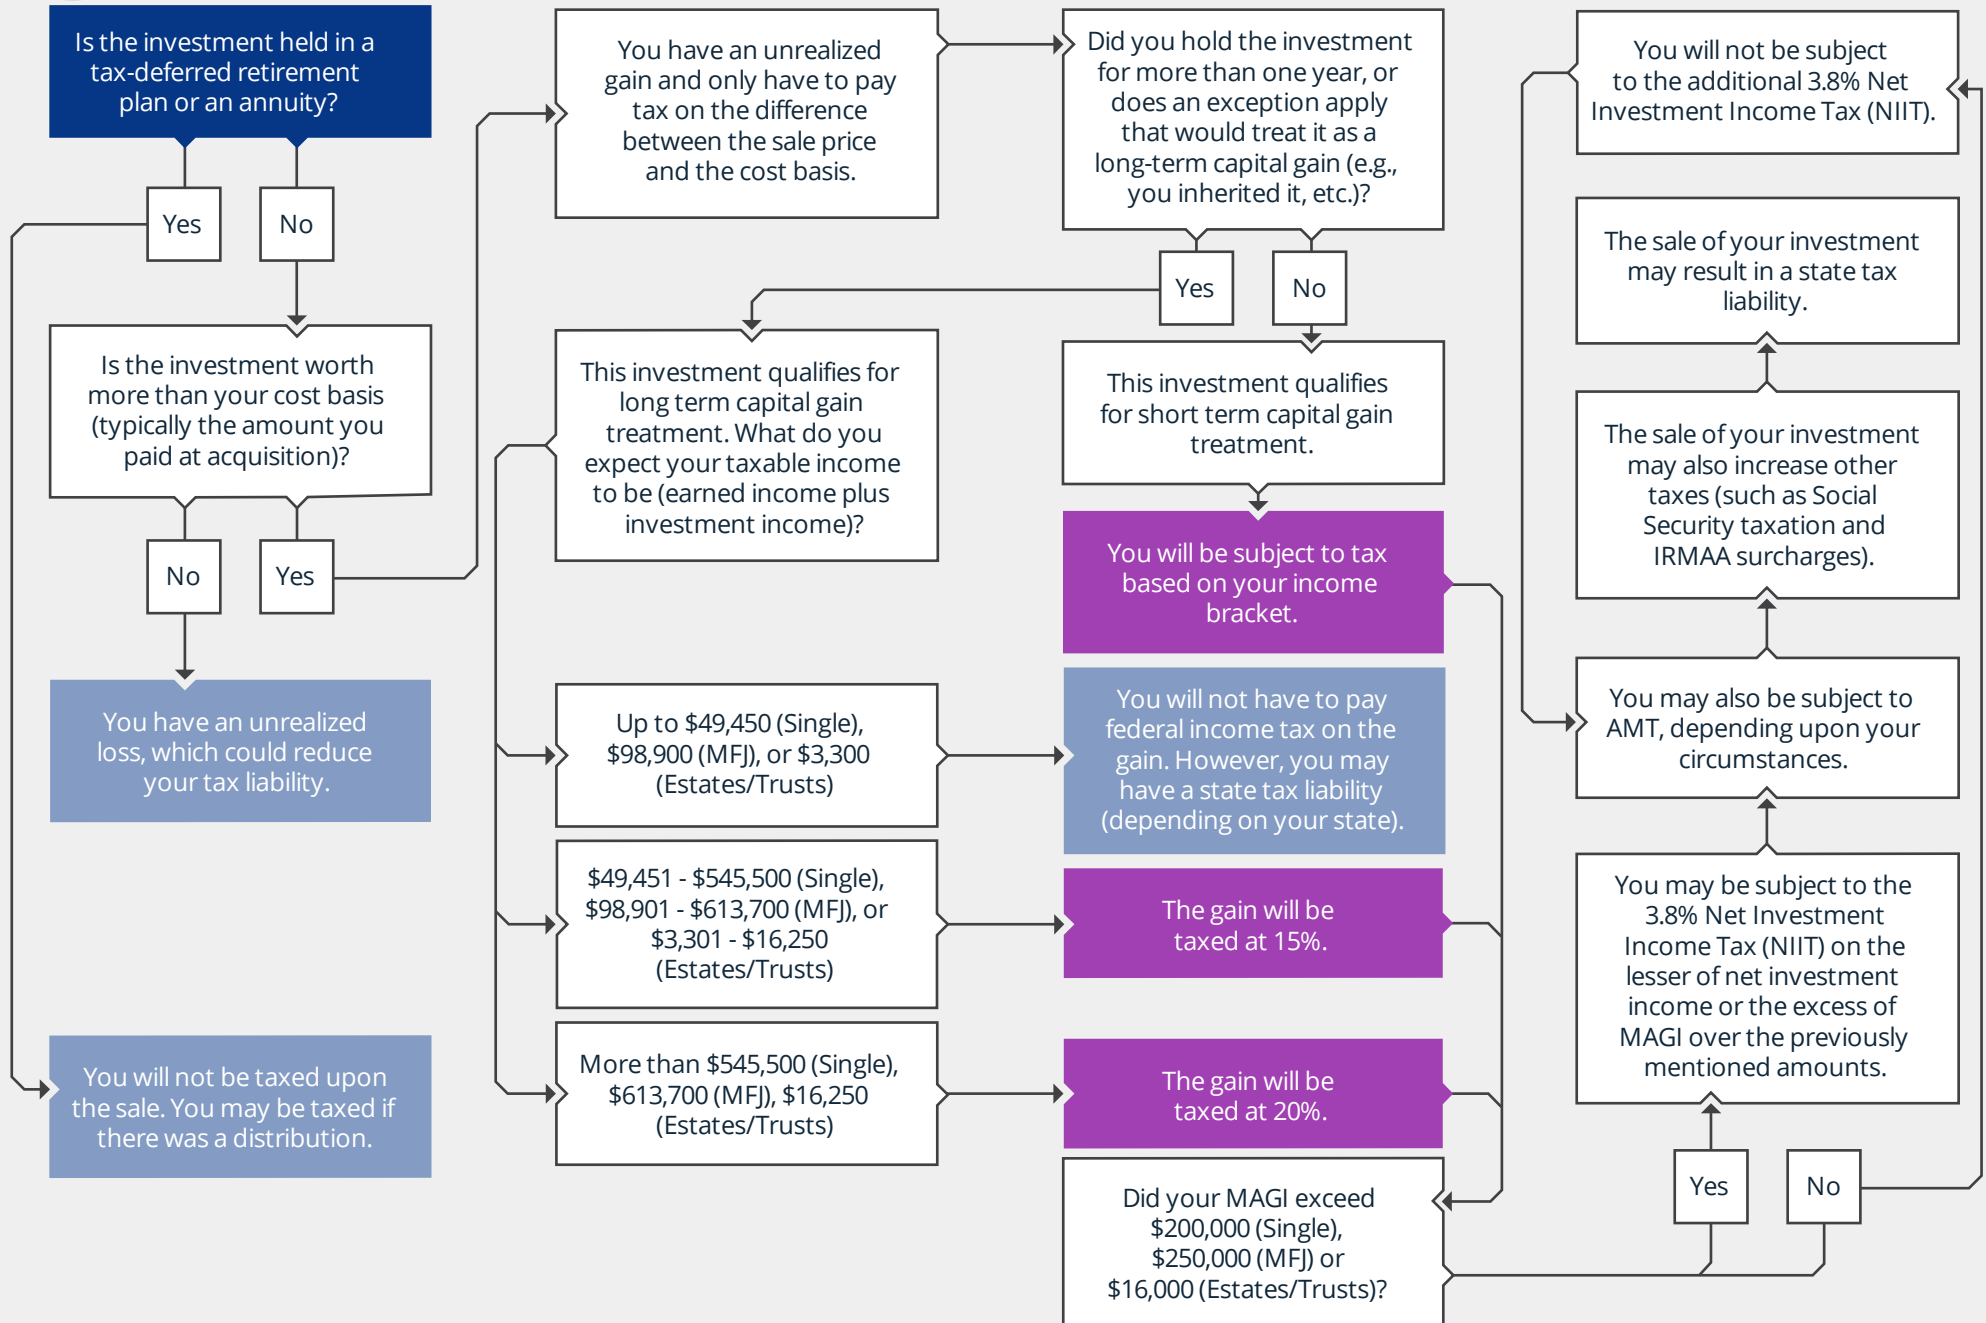 Is the investment held in a
tax-deferred retirement
plan or an annuity?
Yes
No
Is the investment worth
more than your cost basis
(typically the amount you
paid at acquisition)?
No
Yes
You have an unrealized
loss, which could reduce
your tax liability.
You will not be taxed upon
the sale. You may be taxed if
there was a distribution.
You have an unrealized
gain and only have to pay
tax on the difference
between the sale price
and the cost basis.
Did you hold the investment
for more than one year, or
does an exception apply
that would treat it as a
long-term capital gain (e.g.,
you inherited it, etc.)?
Yes
No
This investment qualifies for
long term capital gain
treatment. What do you
expect your taxable income
to be (earned income plus
investment income)?
This investment qualifies
for short term capital gain
treatment.
You will be subject to tax
based on your income
bracket.
Up to $49,450 (Single),
$98,900 (MFJ), or $3,300
(Estates/Trusts)
You will not have to pay
federal income tax on the
gain. However, you may
have a state tax liability
(depending on your state).
$49,451 - $545,500 (Single),
$98,901 - $613,700 (MFJ), or
$3,301 - $16,250
(Estates/Trusts)
The gain will be
taxed at 15%.
More than $545,500 (Single),
$613,700 (MFJ), $16,250
(Estates/Trusts)
The gain will be
taxed at 20%.
Did your MAGI exceed
$200,000 (Single),
$250,000 (MFJ) or
$16,000 (Estates/Trusts)?
Yes
No
You may be subject to the
3.8% Net Investment
Income Tax (NIIT) on the
lesser of net investment
income or the excess of
MAGI over the previously
mentioned amounts.
You will not be subject
to the additional 3.8% Net
Investment Income Tax (NIIT).
You may also be subject to
AMT, depending upon your
circumstances.
The sale of your investment
may also increase other
taxes (such as Social
Security taxation and
IRMAA surcharges).
The sale of your investment
may result in a state tax
liability.